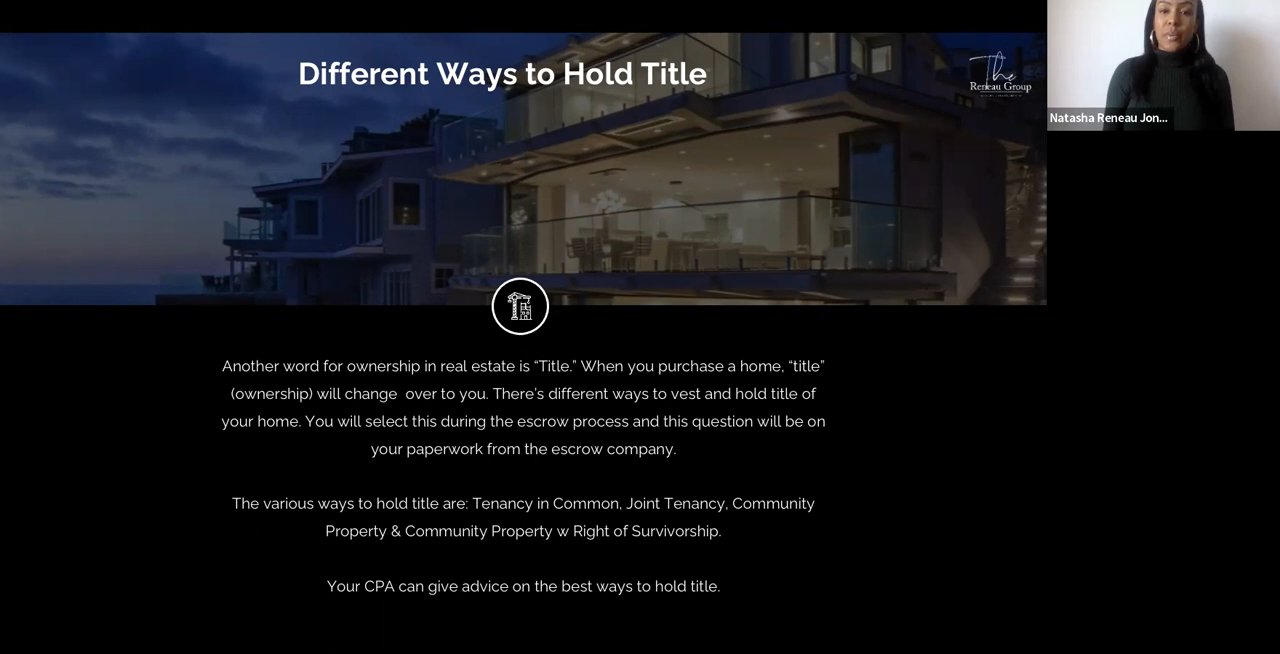 Different Ways to Hold Title
The
Reneau Group
Natasha Reneau Jon...
Another word for ownership in real estate is “Title.” When you purchase a home, “title”
(ownership) will change  over to you. There’s different ways to vest and hold title of
your home. You will select this during the escrow process and this question will be on
your paperwork from the escrow company.
The various ways to hold title are: Tenancy in Common, Joint Tenancy, Community
Property & Community Property w Right of Survivorship.
Your CPA can give advice on the best ways to hold title.